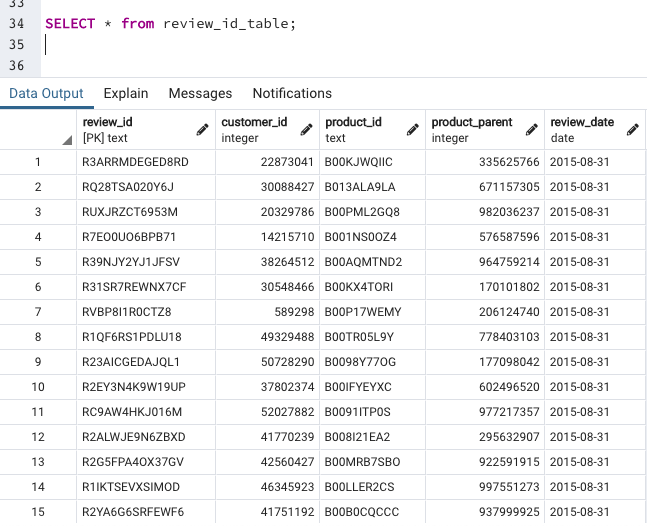 33
34 SELECT * from review_id_table;
35
36
Data Output Explain Messages Notifications
review_id customer_id product_id product_parent review_date
[PK] text integer text integer date
1 R3ARRMDEGED8RD 22873041 B00KJWQIIC 335625766 2015-08-31
2 RQ28TSA020Y6J 30088427 B013ALA9LA 671157305 2015-08-31
3 RUXJRZCT6953M 20329786 B00PML2GQ8 982036237 2015-08-31
4 R7EO0UO6BPB71 14215710 B001NS0OZ4 576587596 2015-08-31
5 R39NJY2YJ1JFSV 38264512 B00AQMTND2 964759214 2015-08-31
6 R31SR7REWNX7CF 30548466 B00KX4TORI 170101802 2015-08-31
7 RVBP8I1R0CTZ8 589298 B00P17WEMY 206124740 2015-08-31
8 R1QF6RS1PDLU18 49329488 B00TR05L9Y 778403103 2015-08-31
9 R23AICGEDAJQL1 50728290 B0098Y77OG 177098042 2015-08-31
10 R2EY3N4K9W19UP 37802374 B00IFYEYXC 602496520 2015-08-31
11 RC9AW4HKJ016M 52027882 B0091ITP0S 977217357 2015-08-31
12 R2ALWJE9N6ZBXD 41770239 B008I21EA2 295632907 2015-08-31
13 R2G5FPA4OX37GV 42560427 B00MRB7SBO 922591915 2015-08-31
14 R1IKTSEVXSIMOD 46345923 B00LLER2CS 997551273 2015-08-31
15 R2YA6G6SRFEWF6 41751192 B00B0CQCCC 937999925 2015-08-31